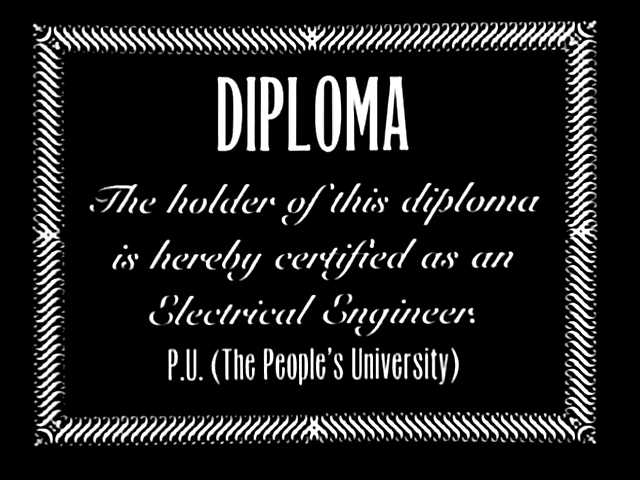 DIPLOMA
The holder of this diploma
is hereby certified as an
Electrical Engineer.
P.U. (The People's University)